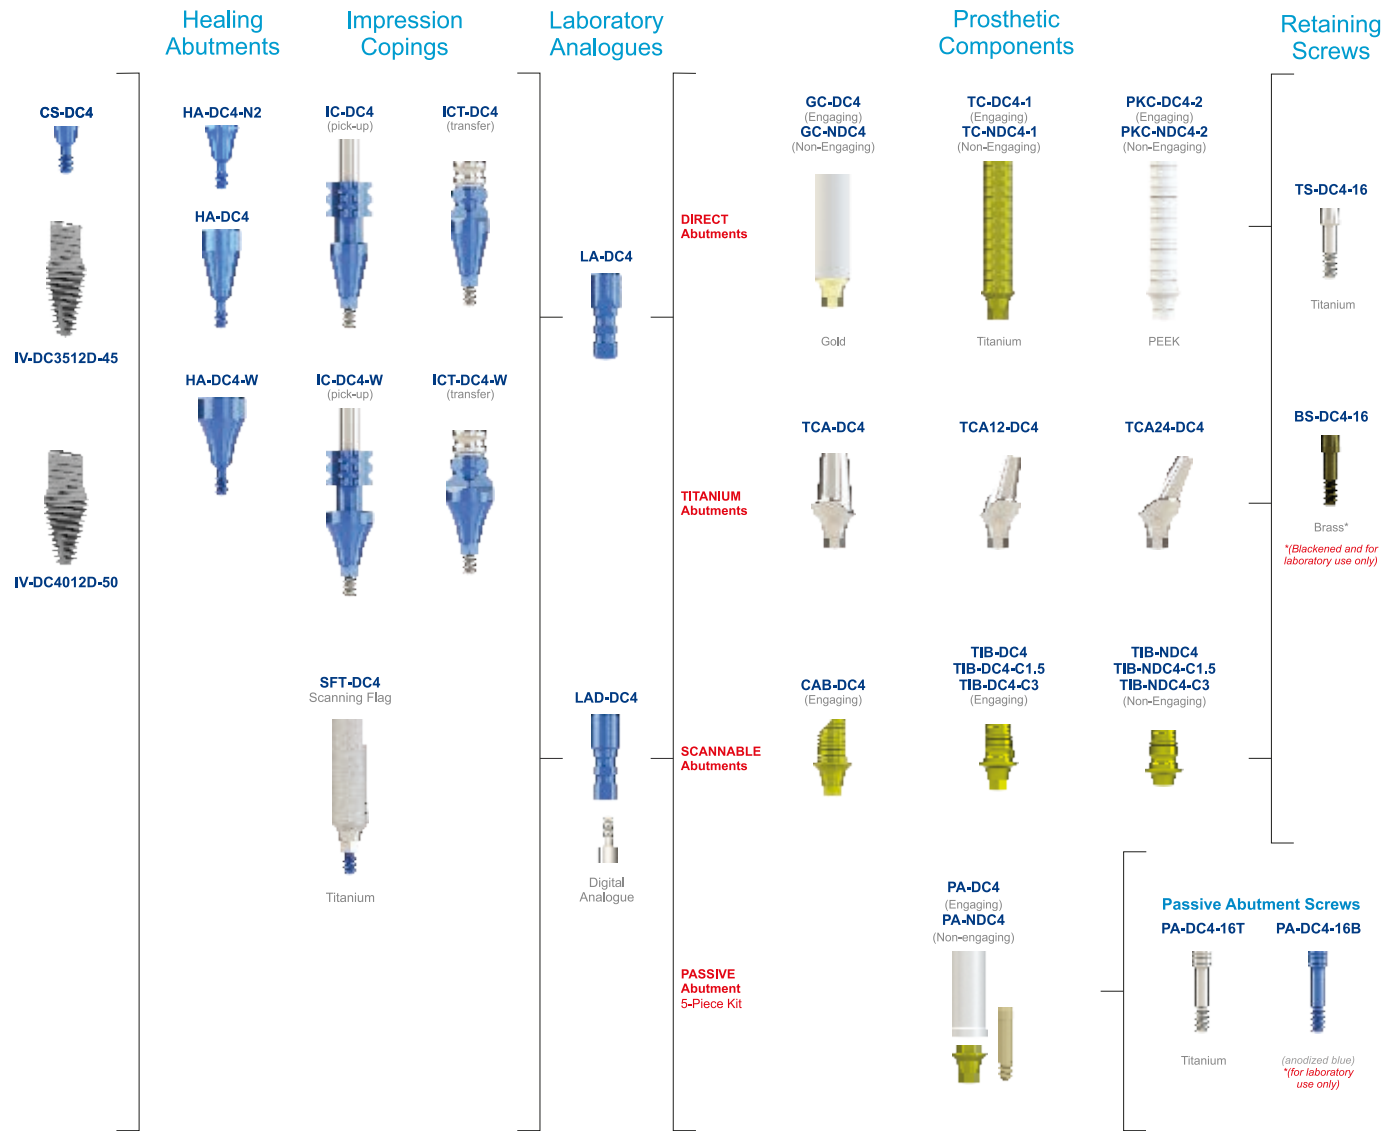 Healing
Abutments
Impression
Copings
Laboratory
Analogues
Prosthetic
Components
Retaining
Screws
CS-DC4
IV-DC3512D-45
IV-DC4012D-50
HA-DC4-N2
HA-DC4
HA-DC4-W
IC-DC4
(pick-up)
ICT-DC4
(transfer)
IC-DC4-W
(pick-up)
ICT-DC4-W
(transfer)
SFT-DC4
Scanning Flag
Titanium
LA-DC4
LAD-DC4
Digital
Analogue
DIRECT
Abutments
GC-DC4
(Engaging)
GC-NDC4
(Non-Engaging)
Gold
TC-DC4-1
(Engaging)
TC-NDC4-1
(Non-Engaging)
Titanium
PKC-DC4-2
(Engaging)
PKC-NDC4-2
(Non-Engaging)
PEEK
TITANIUM
Abutments
TCA-DC4
TCA12-DC4
TCA24-DC4
SCANNABLE
Abutments
CAB-DC4
(Engaging)
TIB-DC4
TIB-DC4-C1.5
TIB-DC4-C3
(Engaging)
TIB-NDC4
TIB-NDC4-C1.5
TIB-NDC4-C3
(Non-Engaging)
PASSIVE
Abutment
5-Piece Kit
PA-DC4
(Engaging)
PA-NDC4
(Non-engaging)
TS-DC4-16
Titanium
BS-DC4-16
Brass*
*(Blackened and for
laboratory use only)
Passive Abutment Screws
PA-DC4-16T
Titanium
PA-DC4-16B
(anodized blue)
*(for laboratory
use only)